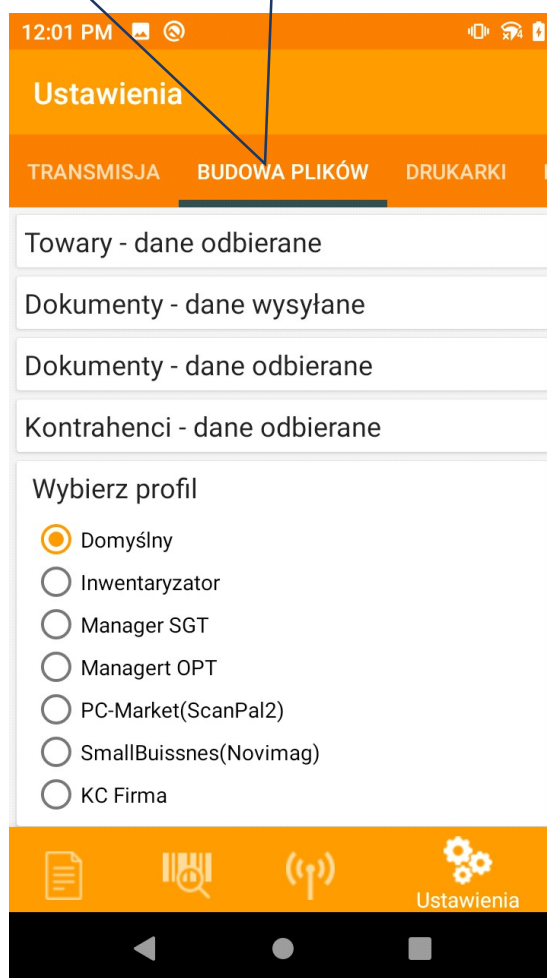 12:01 PM
Ustawienia
TRANSMISJA BUDOWA PLIKÓW DRUKARKI
Towary - dane odbierane
Dokumenty - dane wysyłane
Dokumenty - dane odbierane
Kontrahenci - dane odbierane
Wybierz profil
Domyślny
Inwentaryzator
Manager SGT
Managert OPT
PC-Market(ScanPal2)
SmallBuissnes(Novimag)
KC Firma
Ustawienia